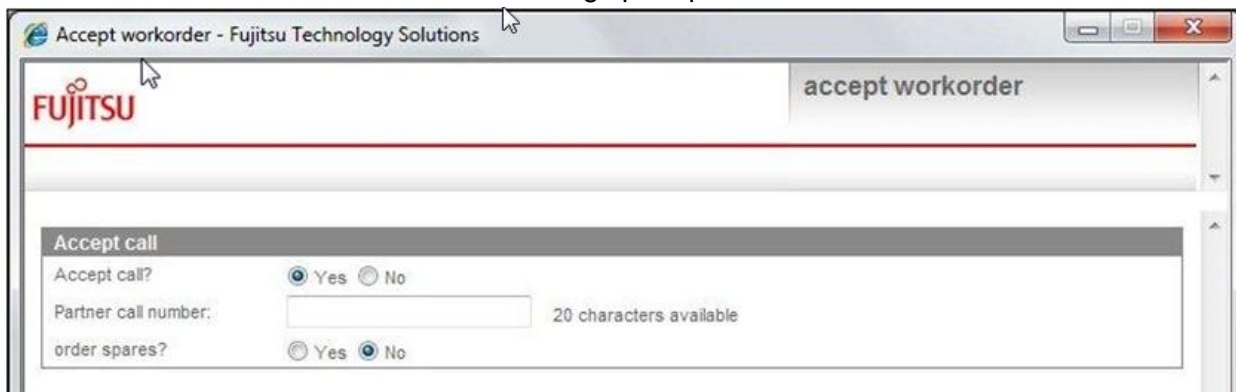 Accept workorder - Fujitsu Technology Solutions
FUJITSU
accept workorder
Accept call
Accept call? Yes No
Partner call number: 20 characters available
order spares? Yes No